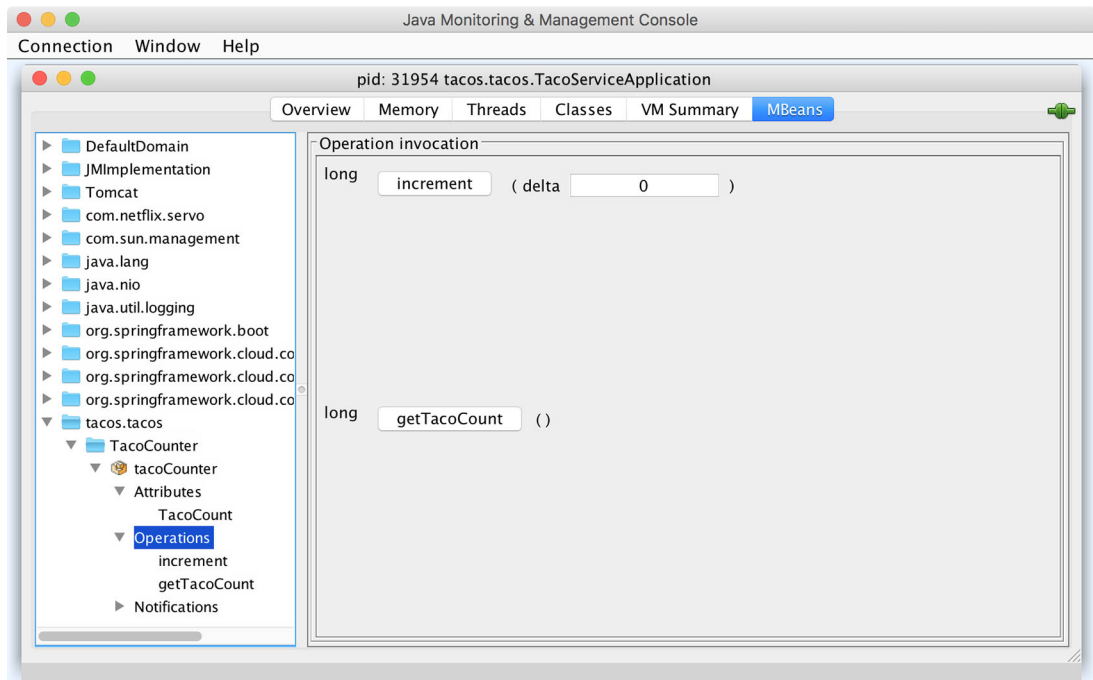 Java Monitoring & Management Console
Connection Window Help
pid: 31954 tacos.tacos.TacoServiceApplication
Overview Memory Threads Classes VM Summary MBeans
DefaultDomain
JMImplementation
Tomcat
com.netflix.servo
com.sun.management
java.lang
java.nio
java.util.logging
org.springframework.boot
org.springframework.cloud.co
org.springframework.cloud.co
org.springframework.cloud.co
tacos.tacos
TacoCounter
tacoCounter
Attributes
TacoCount
Operations
increment
getTacoCount
Notifications
Operation invocation
long increment ( delta 0 )
long getTacoCount ()